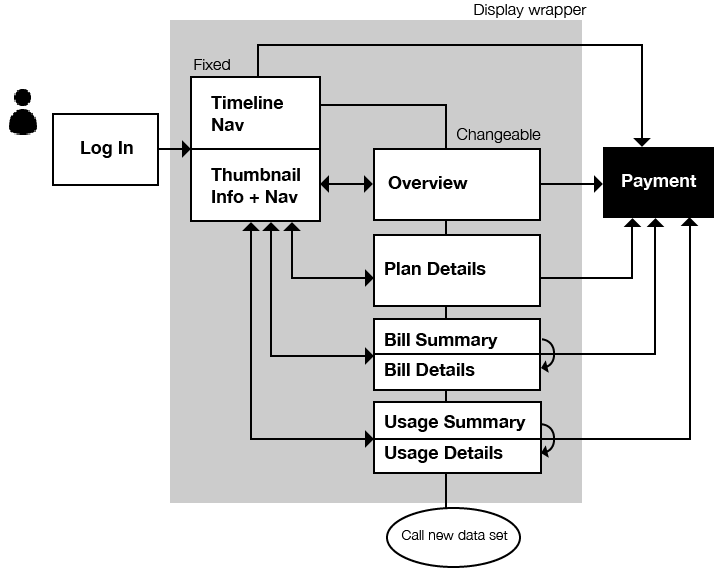 Display wrapper
Fixed
Timeline
Nav
Changeable
Log In
Thumbnail
Info + Nav
Overview
Payment
Plan Details
Bill Summary
Bill Details
Usage Summary
Usage Details
Call new data set